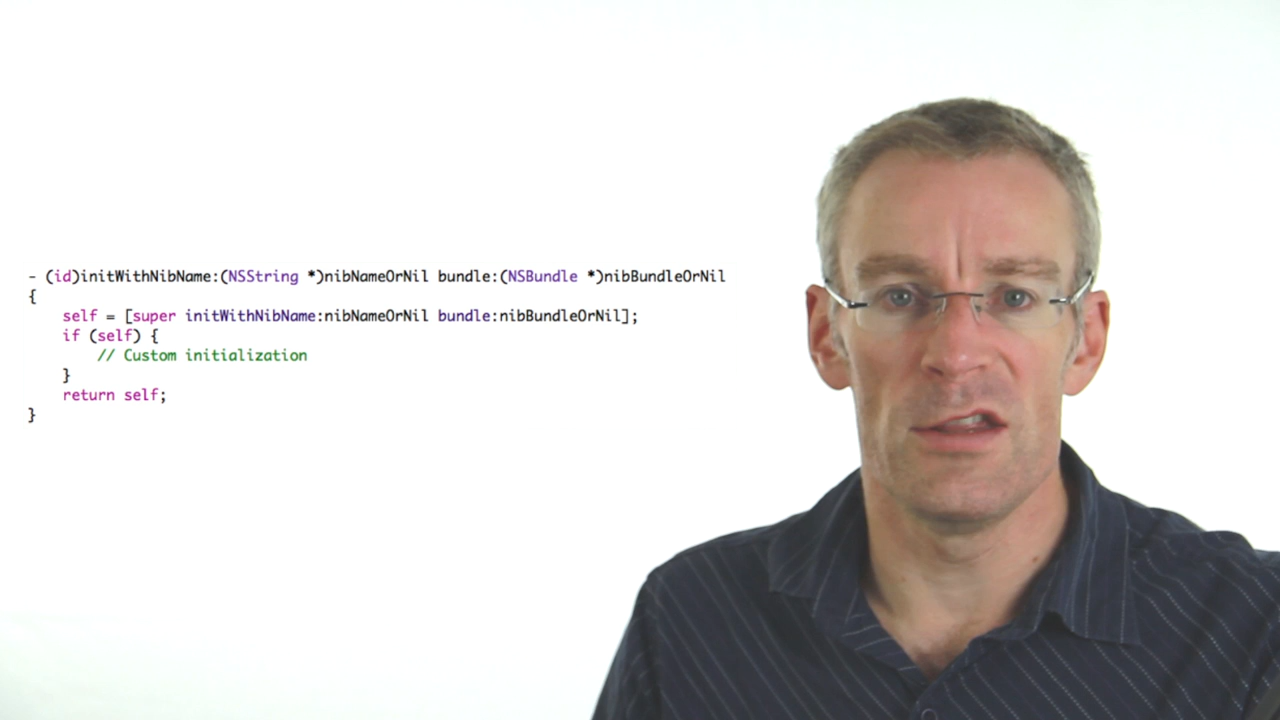 - (id)initWithNibName:(NSString *)nibNameOrNil bundle:(NSBundle *)nibBundleOrNil
{
self = [super initWithNibName:nibNameOrNil bundle:nibBundleOrNil];
if (self) {
// Custom initialization
}
return self;
}